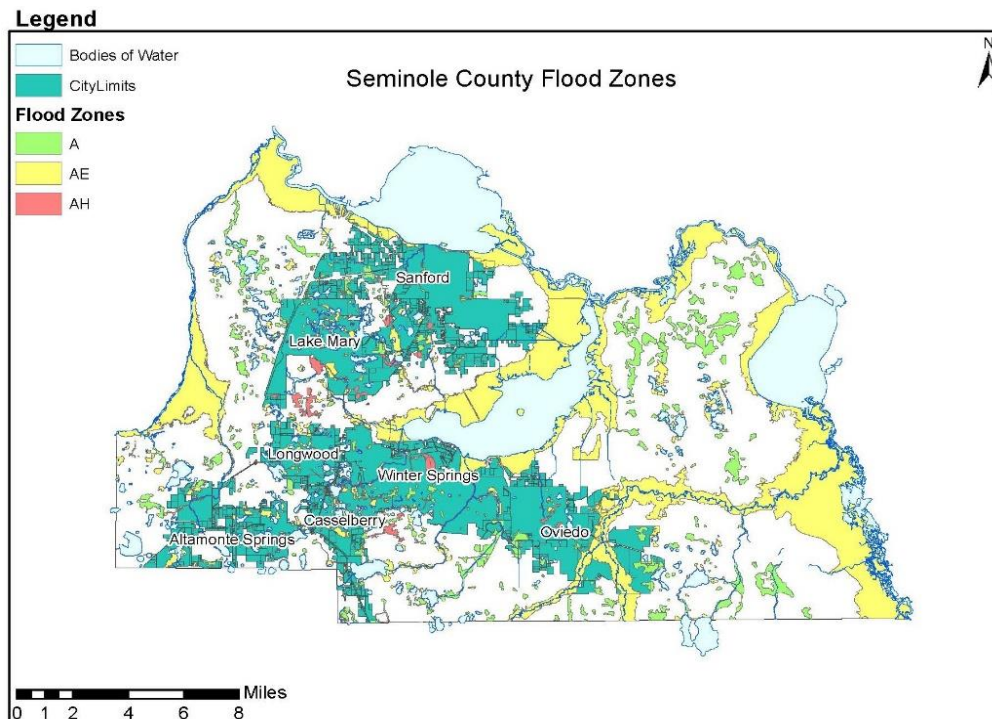 Legend
Bodies of Water
CityLimits
Flood Zones
A
AE
AH
Seminole County Flood Zones
N
Sanford
Lake Mary
Longwood
Winter Springs
Casselberry
Altamonte Springs
Oviedo
Miles
0 1 2 4 6 8